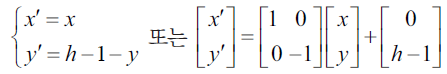 {x′ = x
y′ = h − 1 − y 또는 [x′ y′] = [1 0; 0 −1][x y] + [0 h−1]